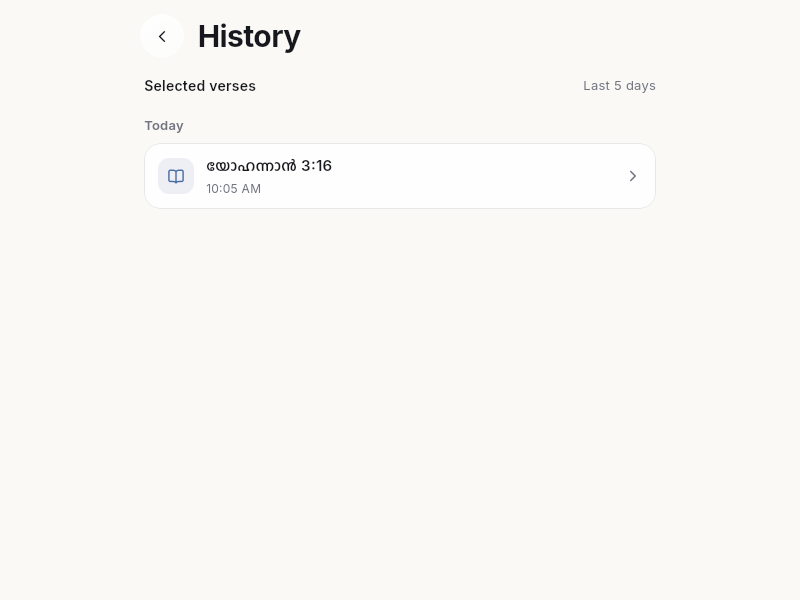 History
Selected verses
Last 5 days
Today
യോഹന്നാൻ 3:16
10:05 AM